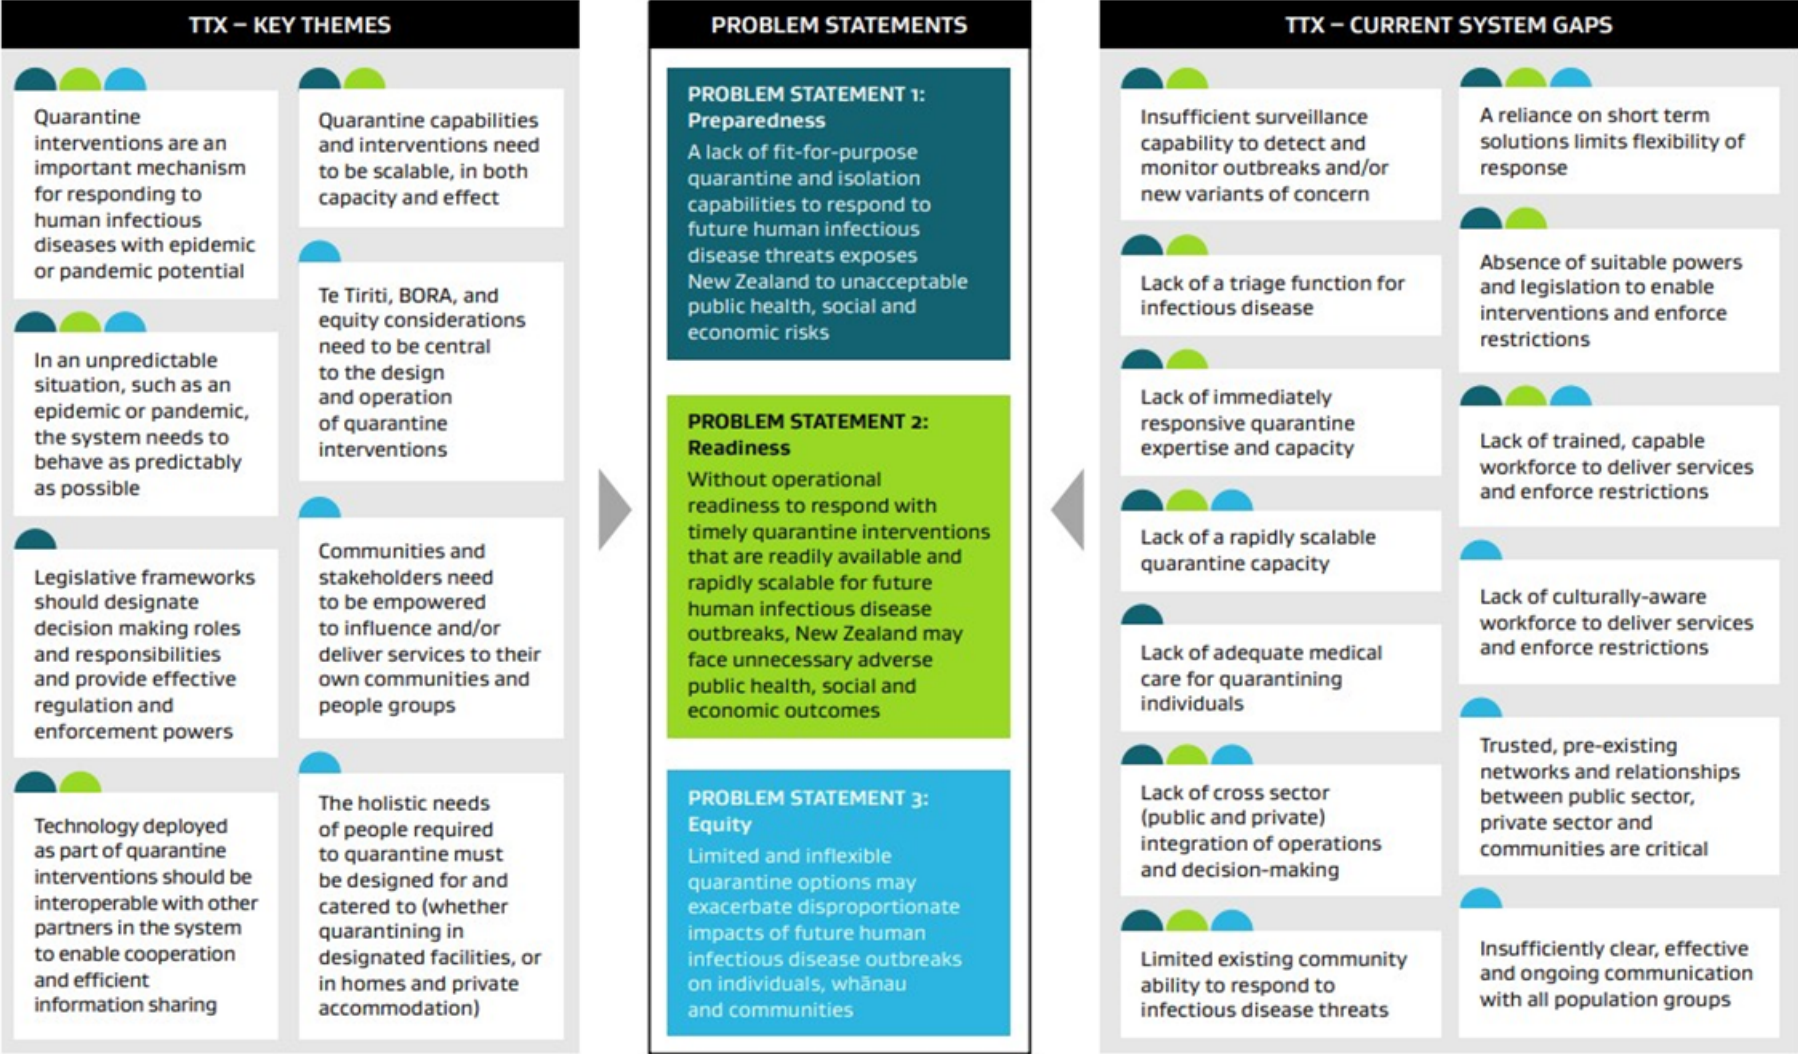 TTX – KEY THEMES
Quarantine
interventions are an
important mechanism
for responding to
human infectious
diseases with epidemic
or pandemic potential
In an unpredictable
situation, such as an
epidemic or pandemic,
the system needs to
behave as predictably
as possible
Legislative frameworks
should designate
decision making roles
and responsibilities
and provide effective
regulation and
enforcement powers
Technology deployed
as part of quarantine
interventions should be
interoperable with other
partners in the system
to enable cooperation
and efficient
information sharing
Quarantine capabilities
and interventions need
to be scalable, in both
capacity and effect
Te Tiriti, BORA, and
equity considerations
need to be central
to the design
and operation
of quarantine
interventions
Communities and
stakeholders need
to be empowered
to influence and/or
deliver services to their
own communities and
people groups
The holistic needs
of people required
to quarantine must
be designed for and
catered to (whether
quarantining in
designated facilities, or
in homes and private
accommodation)
PROBLEM STATEMENTS
PROBLEM STATEMENT 1:
Preparedness
A lack of fit-for-purpose
quarantine and isolation
capabilities to respond to
future human infectious
disease threats exposes
New Zealand to unacceptable
public health, social and
economic risks
PROBLEM STATEMENT 2:
Readiness
Without operational
readiness to respond with
timely quarantine interventions
that are readily available and
rapidly scalable for future
human infectious disease
outbreaks, New Zealand may
face unnecessary adverse
public health, social and
economic outcomes
PROBLEM STATEMENT 3:
Equity
Limited and inflexible
quarantine options may
exacerbate disproportionate
impacts of future human
infectious disease outbreaks
on individuals, whānau
and communities
TTX – CURRENT SYSTEM GAPS
Insufficient surveillance
capability to detect and
monitor outbreaks and/or
new variants of concern
Lack of a triage function for
infectious disease
Lack of immediately
responsive quarantine
expertise and capacity
Lack of a rapidly scalable
quarantine capacity
Lack of adequate medical
care for quarantining
individuals
Lack of cross sector
(public and private)
integration of operations
and decision-making
Limited existing community
ability to respond to
infectious disease threats
A reliance on short term
solutions limits flexibility of
response
Absence of suitable powers
and legislation to enable
interventions and enforce
restrictions
Lack of trained, capable
workforce to deliver services
and enforce restrictions
Lack of culturally-aware
workforce to deliver services
and enforce restrictions
Trusted, pre-existing
networks and relationships
between public sector,
private sector and
communities are critical
Insufficiently clear, effective
and ongoing communication
with all population groups